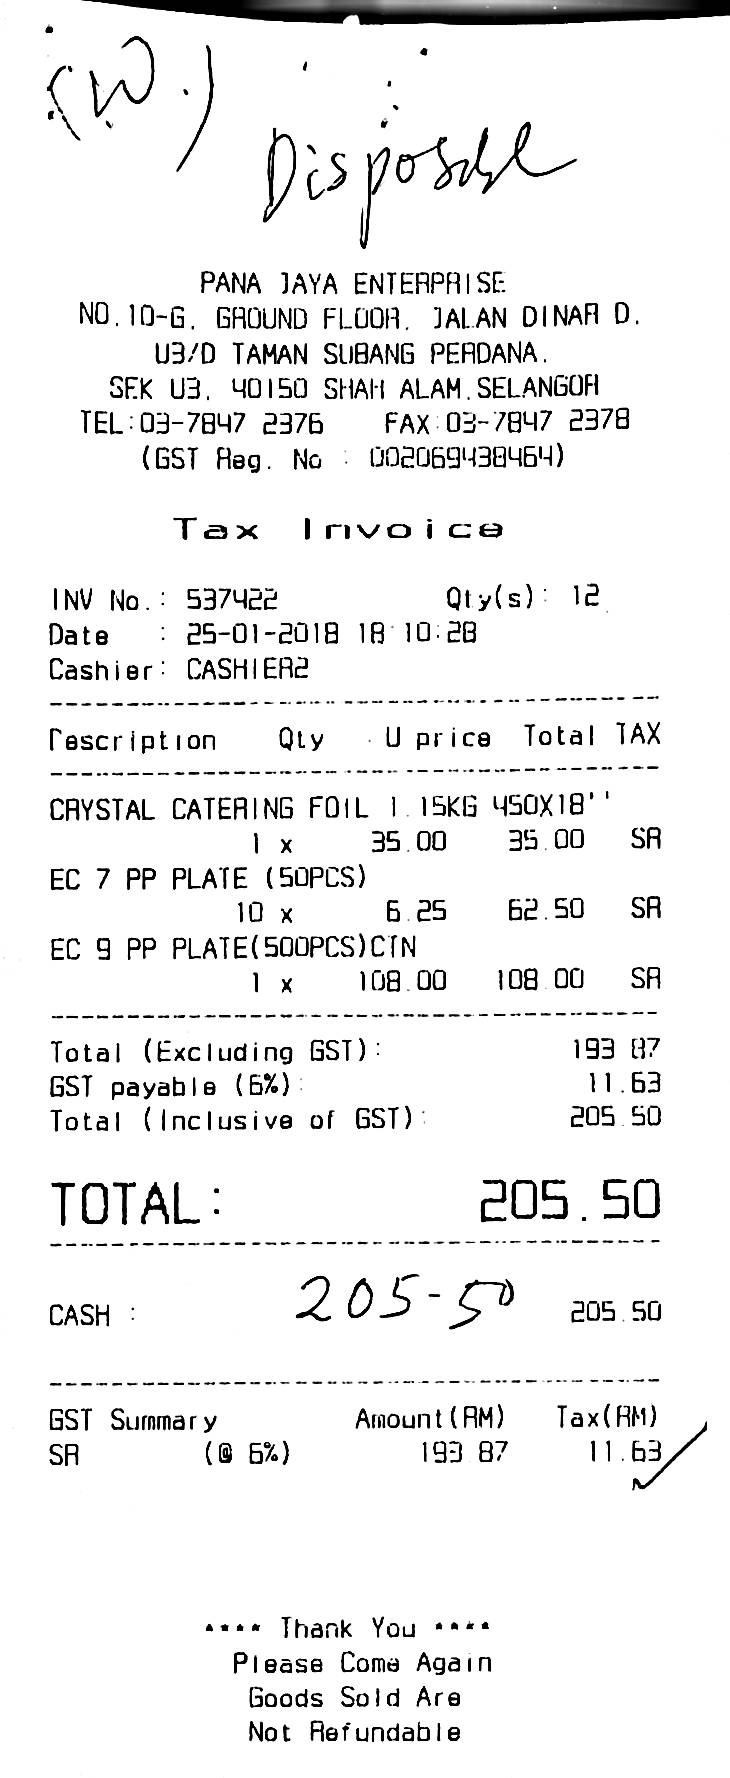 (W.)
PANA JAYA ENTERPRISE
NO.10-G, GROUND FLOOR, JALAN DINAR D,
U3/D TAMAN SUBANG PERDANA,
SEK U3, 40150 SHAH ALAM,SELANGOR
TEL:03-7847 2376 FAX:03-7847 2378
(GST Reg. No : 002069438464)
Tax Invoice
INV No.: 537422 Qty(s): 12
Date : 25-01-2018 18:10:28
Cashier: CASHIER2
Description Qty U price Total TAX
CRYSTAL CATERING FOIL 1.15KG 450X18''
1 x 35.00 35.00 SR
EC 7 PP PLATE (50PCS)
10 x 6.25 62.50 SR
EC 9 PP PLATE(500PCS)CTN
1 x 108.00 108.00 SR
Total (Excluding GST): 193.87
GST payable (6%): 11.63
Total (Inclusive of GST): 205.50
TOTAL: 205.50
205-50
CASH : 205.50
GST Summary Amount(RM) Tax(RM)
SR (@ 6%) 193.87 11.63
**** Thank You ****
Please Come Again
Goods Sold Are
Not Refundable